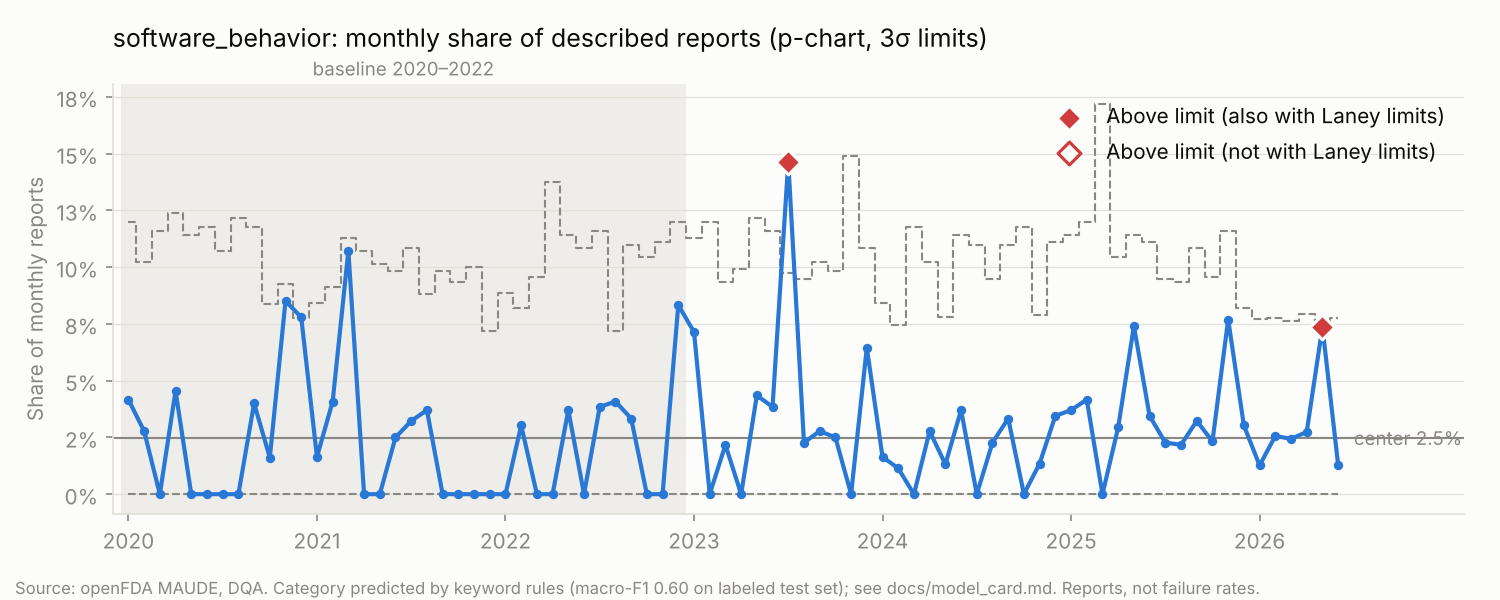 software_behavior: monthly share of described reports (p-chart, 3σ limits)
baseline 2020–2022
Above limit (also with Laney limits)
Above limit (not with Laney limits)
Share of monthly reports
18%
15%
13%
10%
8%
5%
2%
0%
center 2.5%
2020 2021 2022 2023 2024 2025 2026
Source: openFDA MAUDE, DQA. Category predicted by keyword rules (macro-F1 0.60 on labeled test set); see docs/model_card.md. Reports, not failure rates.